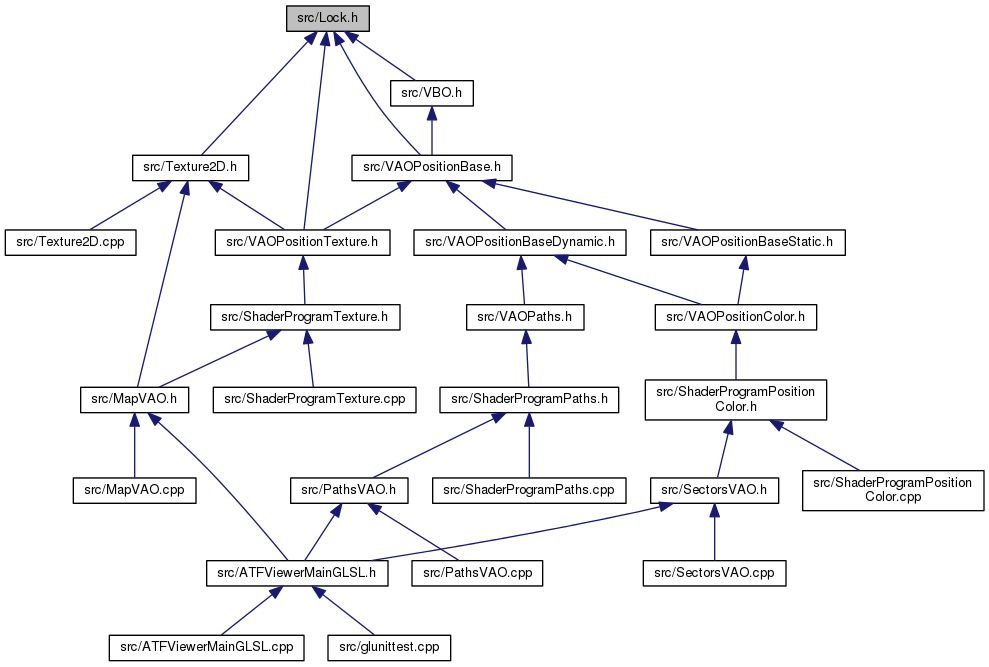 src/Lock.h
src/VBO.h
src/Texture2D.h
src/VAOPositionBase.h
src/Texture2D.cpp
src/VAOPositionTexture.h
src/VAOPositionBaseDynamic.h
src/VAOPositionBaseStatic.h
src/ShaderProgramTexture.h
src/VAOPaths.h
src/VAOPositionColor.h
src/MapVAO.h
src/ShaderProgramTexture.cpp
src/ShaderProgramPaths.h
src/ShaderProgramPosition
Color.h
src/MapVAO.cpp
src/PathsVAO.h
src/ShaderProgramPaths.cpp
src/SectorsVAO.h
src/ShaderProgramPosition
Color.cpp
src/ATFViewerMainGLSL.h
src/PathsVAO.cpp
src/SectorsVAO.cpp
src/ATFViewerMainGLSL.cpp
src/glunittest.cpp